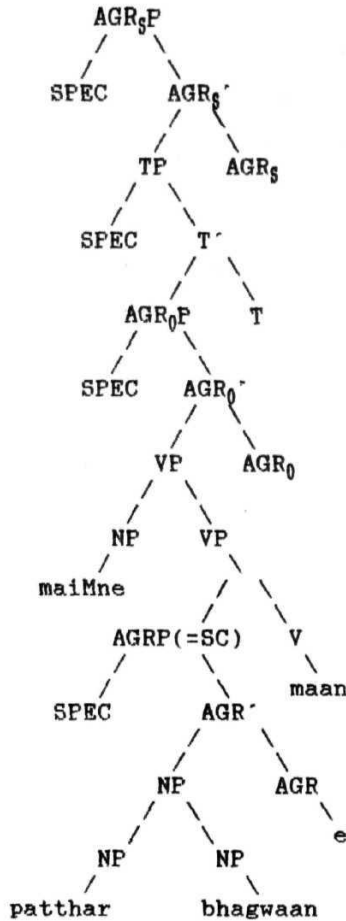 AGRSP
SPEC AGRS´
TP AGRS
SPEC T´
AGROP T
SPEC AGRO´
VP AGRO
NP VP
maiMne
AGRP(=SC) V
maan
SPEC AGR´
NP AGR
e
NP NP
patthar bhagwaan